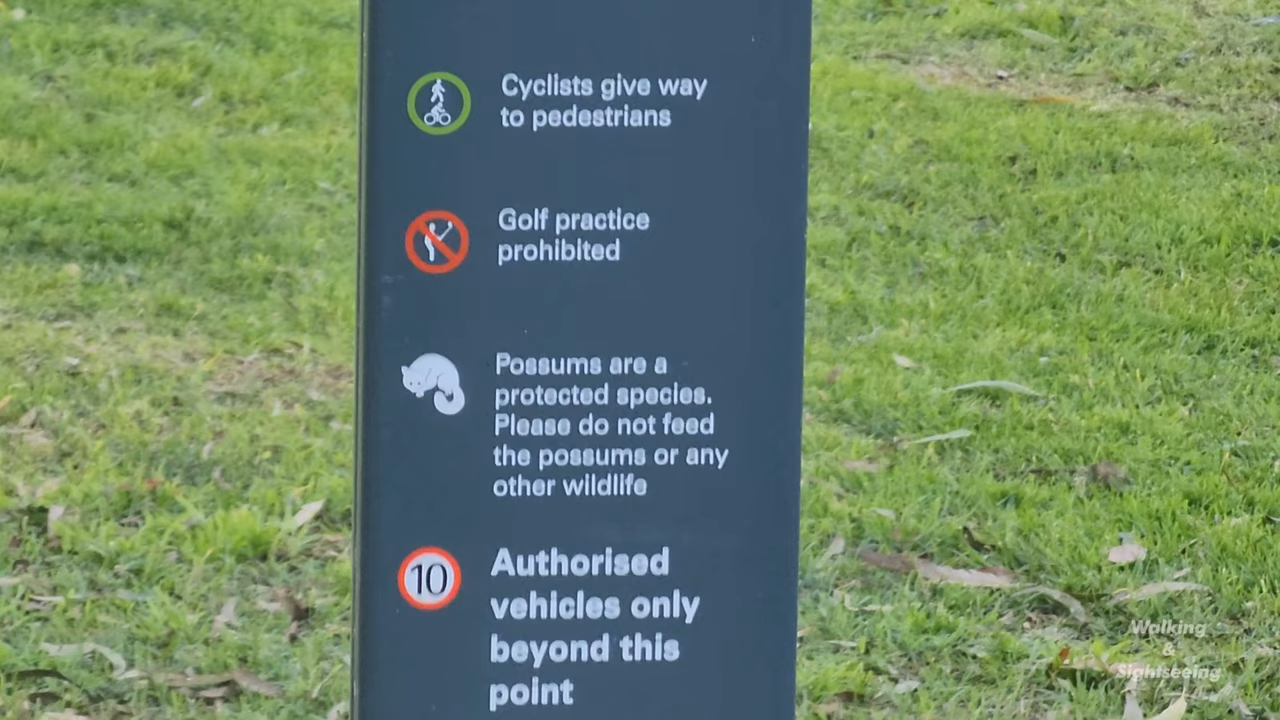 Cyclists give way
to pedestrians
Golf practice
prohibited
Possums are a
protected species.
Please do not feed
the possums or any
other wildlife
10
Authorised
vehicles only
beyond this
point
Walking
&
Sightseeing